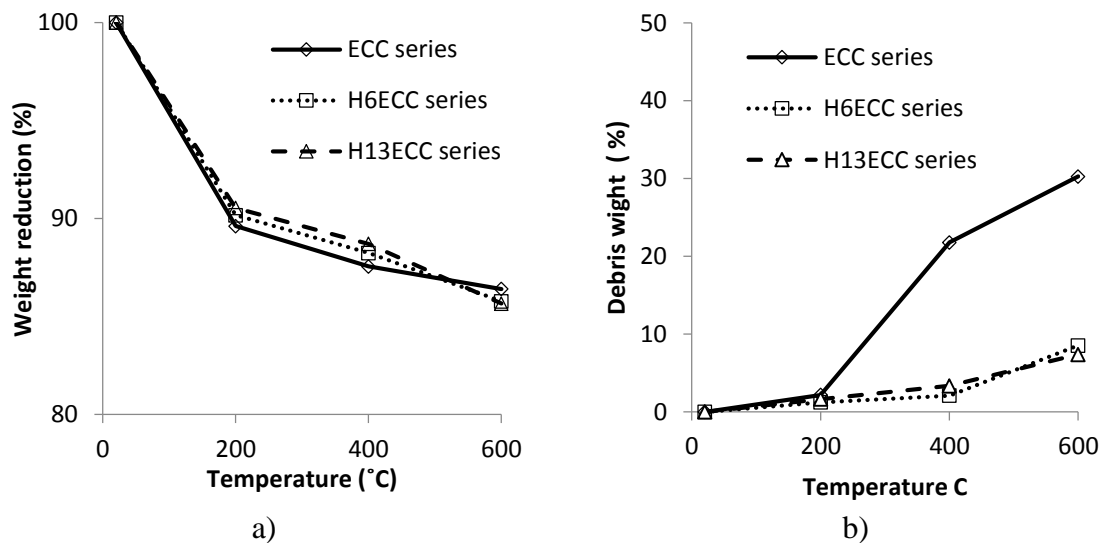 100
90
80
0
200
400
600
Weight reduction (%)
Temperature (˚C)
ECC series
H6ECC series
H13ECC series
a)
50
40
30
20
10
0
0
200
400
600
Debris wight ( %)
Temperature C
ECC series
H6ECC series
H13ECC series
b)